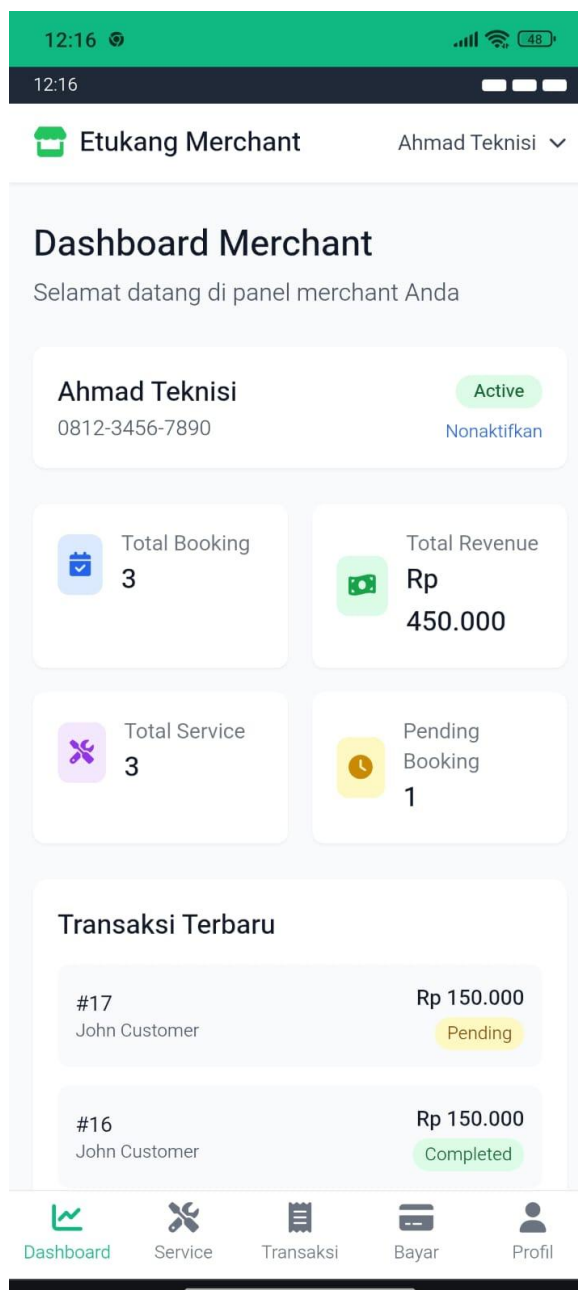 12:16
48
12:16
Etukang Merchant
Ahmad Teknisi
Dashboard Merchant
Selamat datang di panel merchant Anda
Ahmad Teknisi
Active
0812-3456-7890
Nonaktifkan
Total Booking
3
Total Revenue
Rp
450.000
Total Service
3
Pending
Booking
1
Transaksi Terbaru
#17
Rp 150.000
John Customer
Pending
#16
Rp 150.000
John Customer
Completed
Dashboard
Service
Transaksi
Bayar
Profil